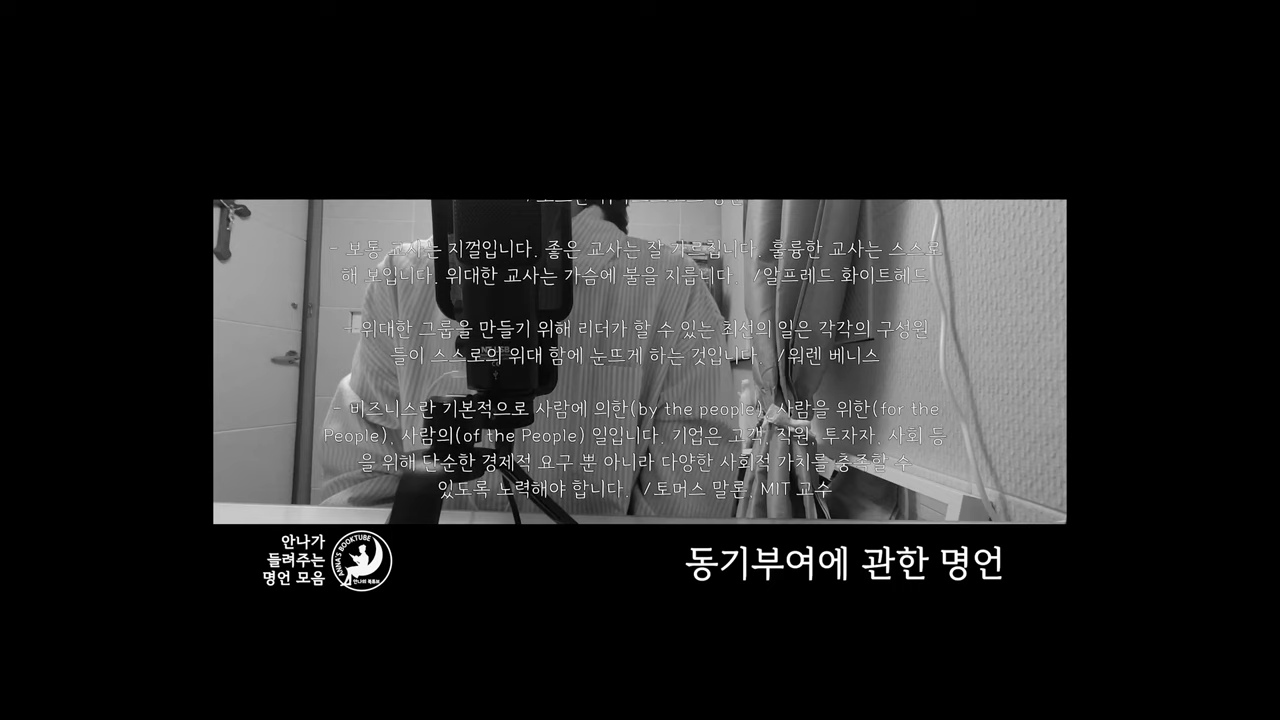 - 보통 교사는 지껄입니다. 좋은 교사는 잘 가르칩니다. 훌륭한 교사는 스스로
해 보입니다. 위대한 교사는 가슴에 불을 지릅니다. /알프레드 화이트헤드
- 위대한 그룹을 만들기 위해 리더가 할 수 있는 최선의 일은 각각의 구성원
들이 스스로의 위대 함에 눈뜨게 하는 것입니다. /워렌 베니스
- 비즈니스란 기본적으로 사람에 의한(by the people), 사람을 위한(for the
People), 사람의(of the People) 일입니다. 기업은 고객, 직원, 투자자, 사회 등
을 위해 단순한 경제적 요구 뿐 아니라 다양한 사회적 가치를 충족할 수
있도록 노력해야 합니다. /토머스 말론, MIT 교수
안나가
들려주는
명언 모음
ANNA'S BOOKTUBE
안나의 북튜브
동기부여에 관한 명언